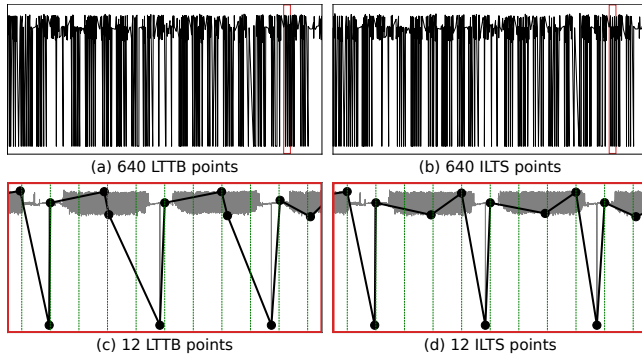 (a) 640 LTTB points
(b) 640 ILTS points
(c) 12 LTTB points
(d) 12 ILTS points